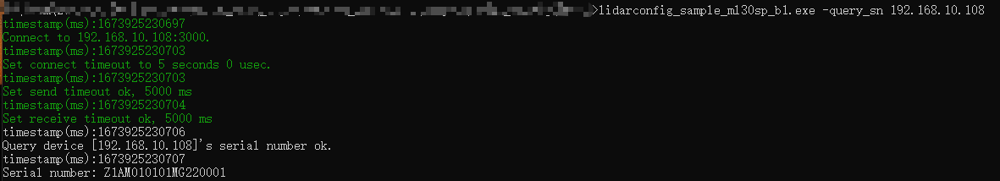 >lidarconfig_sample_ml30sp_b1.exe -query_sn 192.168.10.108
timestamp(ms):1673925230697
Connect to 192.168.10.108:3000.
timestamp(ms):1673925230703
Set connect timeout to 5 seconds 0 usec.
timestamp(ms):1673925230703
Set send timeout ok, 5000 ms
timestamp(ms):1673925230704
Set receive timeout ok, 5000 ms
timestamp(ms):1673925230706
Query device [192.168.10.108]'s serial number ok.
timestamp(ms):1673925230707
Serial number: Z1AM010101MG220001